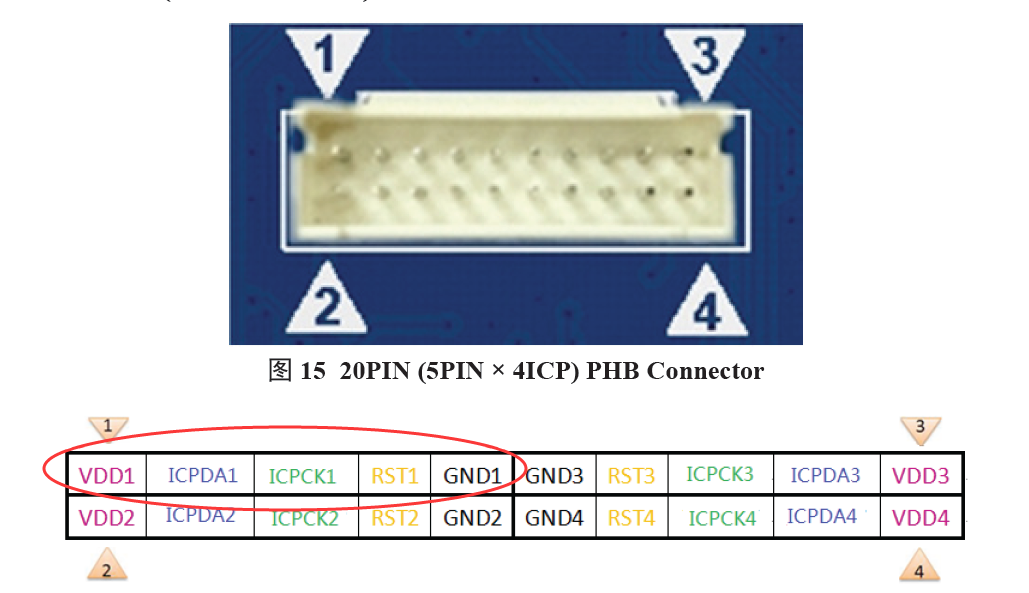 1 3
2 4
图 15 20PIN (5PIN × 4ICP) PHB Connector
1 3
VDD1 ICPDA1 ICPCK1 RST1 GND1 GND3 RST3 ICPCK3 ICPDA3 VDD3
VDD2 ICPDA2 ICPCK2 RST2 GND2 GND4 RST4 ICPCK4 ICPDA4 VDD4
2 4